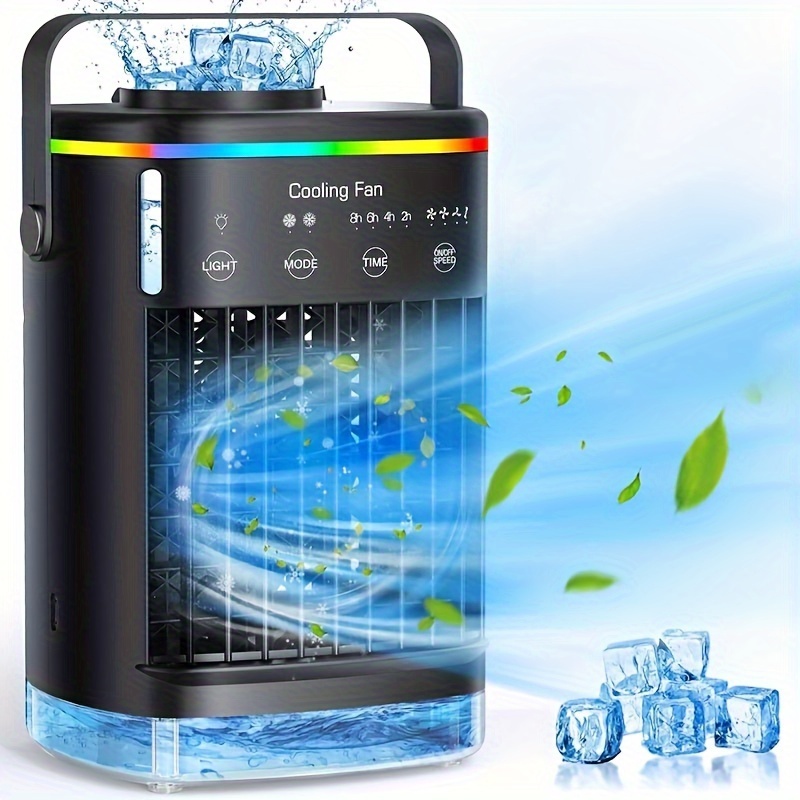 Cooling Fan
8h 6h 4h 2h
LIGHT
MODE
TIME
ON/OFF
SPEED